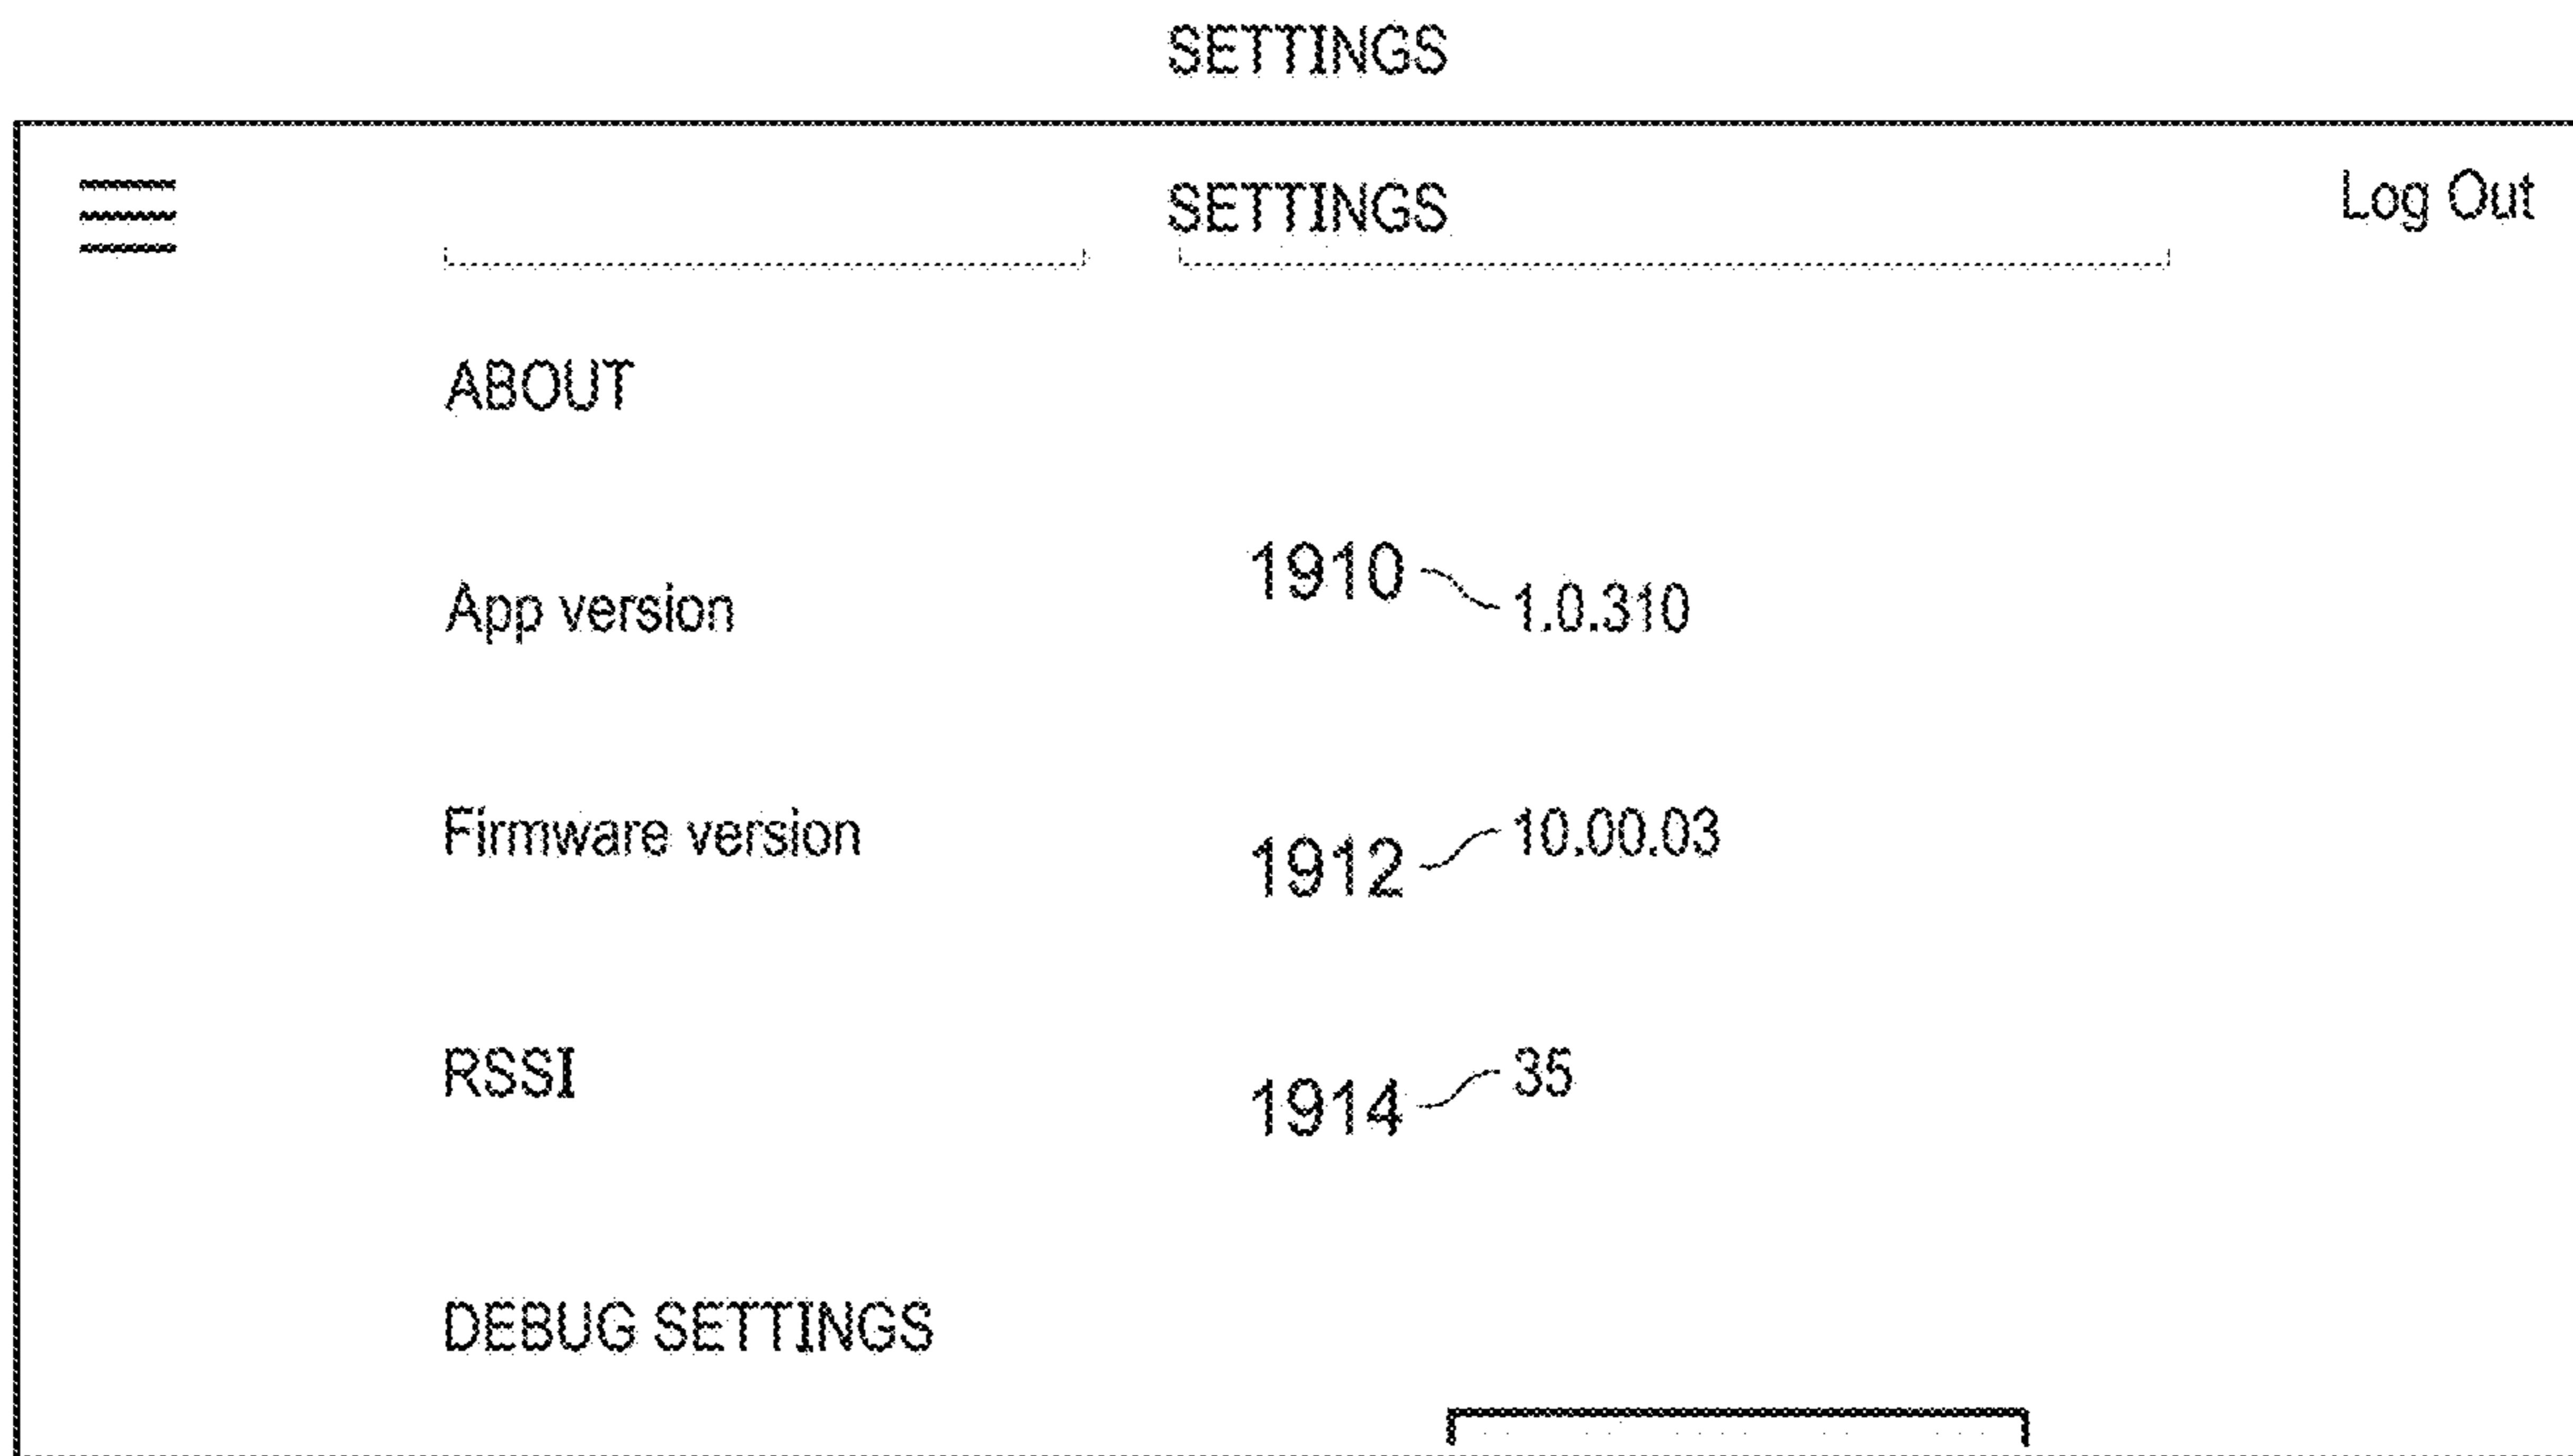 SETTINGS
SETTINGS Log Out
ABOUT
App version 1910 1.0.310
Firmware version 1912 10.00.03
RSSI 1914 35
DEBUG SETTINGS